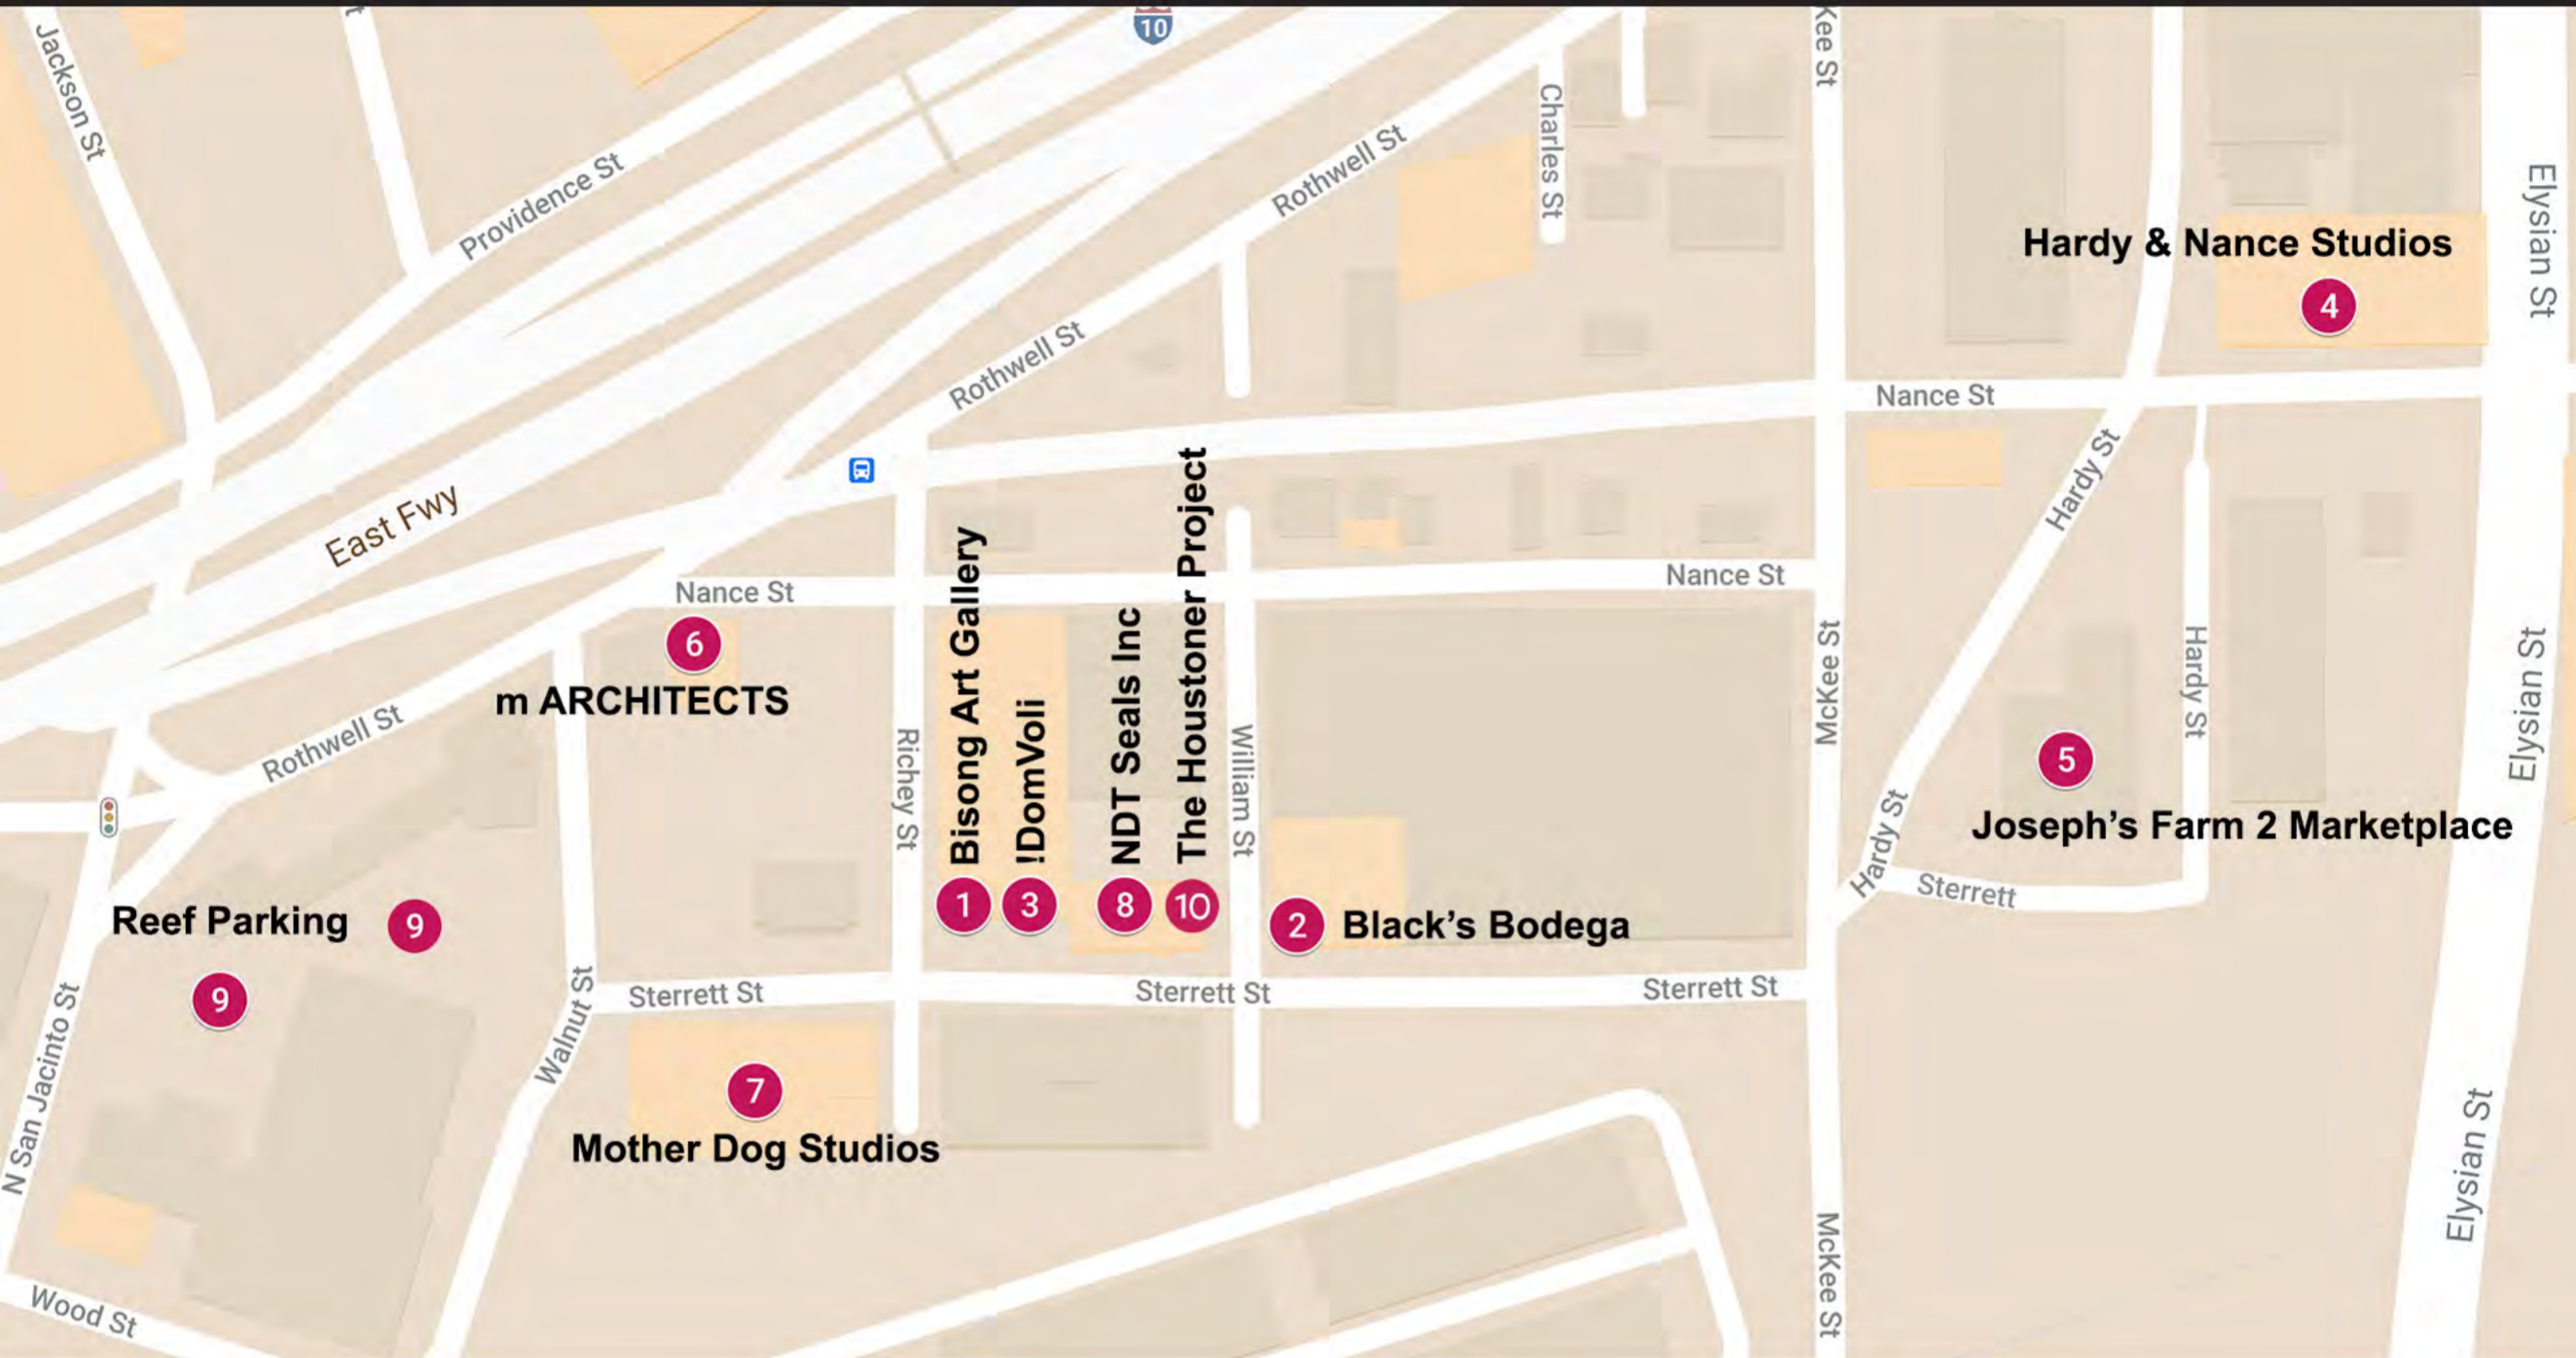 10
Jackson St
t
Kee St
Charles St
Providence St
Rothwell St
Elysian St
Hardy & Nance Studios
4
Rothwell St
Nance St
Hardy St
East Fwy
Bisong Art Gallery
!DomVoli
NDT Seals Inc
The Houstoner Project
Nance St
Nance St
6
m ARCHITECTS
McKee St
Hardy St
Elysian St
Rothwell St
Richey St
William St
5
Joseph's Farm 2 Marketplace
Hardy St
Sterrett
1
3
8
10
2
Black's Bodega
Reef Parking
9
9
Sterrett St
Sterrett St
Sterrett St
Walnut St
N San Jacinto St
7
Mother Dog Studios
Elysian St
McKee St
Wood St